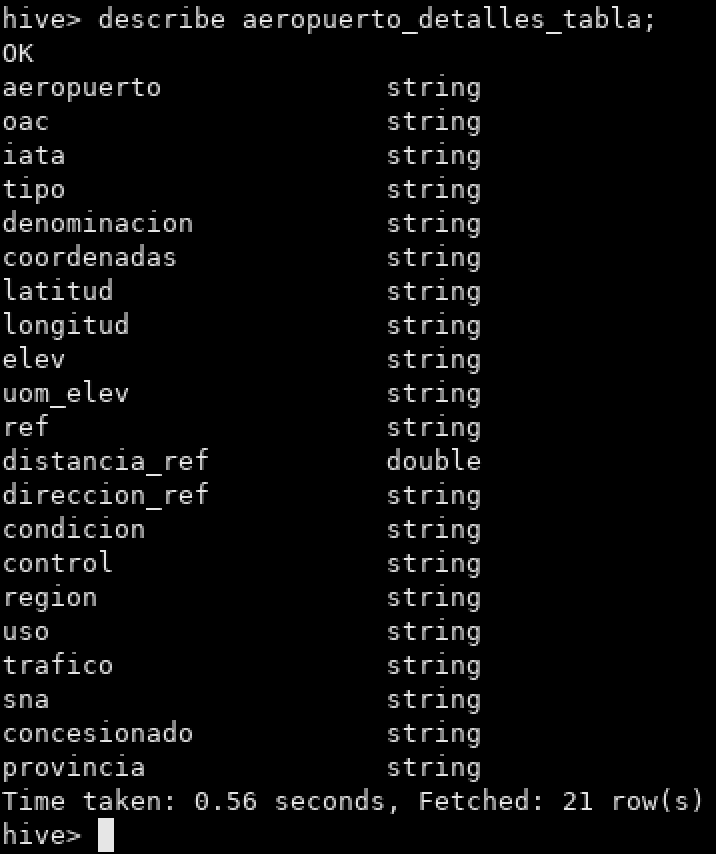 hive> describe aeropuerto_detalles_tabla;
OK
aeropuerto string
oac string
iata string
tipo string
denominacion string
coordenadas string
latitud string
longitud string
elev string
uom_elev string
ref string
distancia_ref double
direccion_ref string
condicion string
control string
region string
uso string
trafico string
sna string
concesionado string
provincia string
Time taken: 0.56 seconds, Fetched: 21 row(s)
hive>